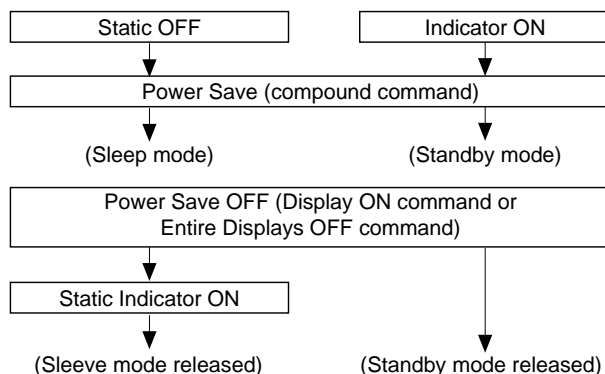 Static OFF
Indicator ON
Power Save (compound command)
(Sleep mode)
(Standby mode)
Power Save OFF (Display ON command or
Entire Displays OFF command)
Static Indicator ON
(Sleeve mode released)
(Standby mode released)